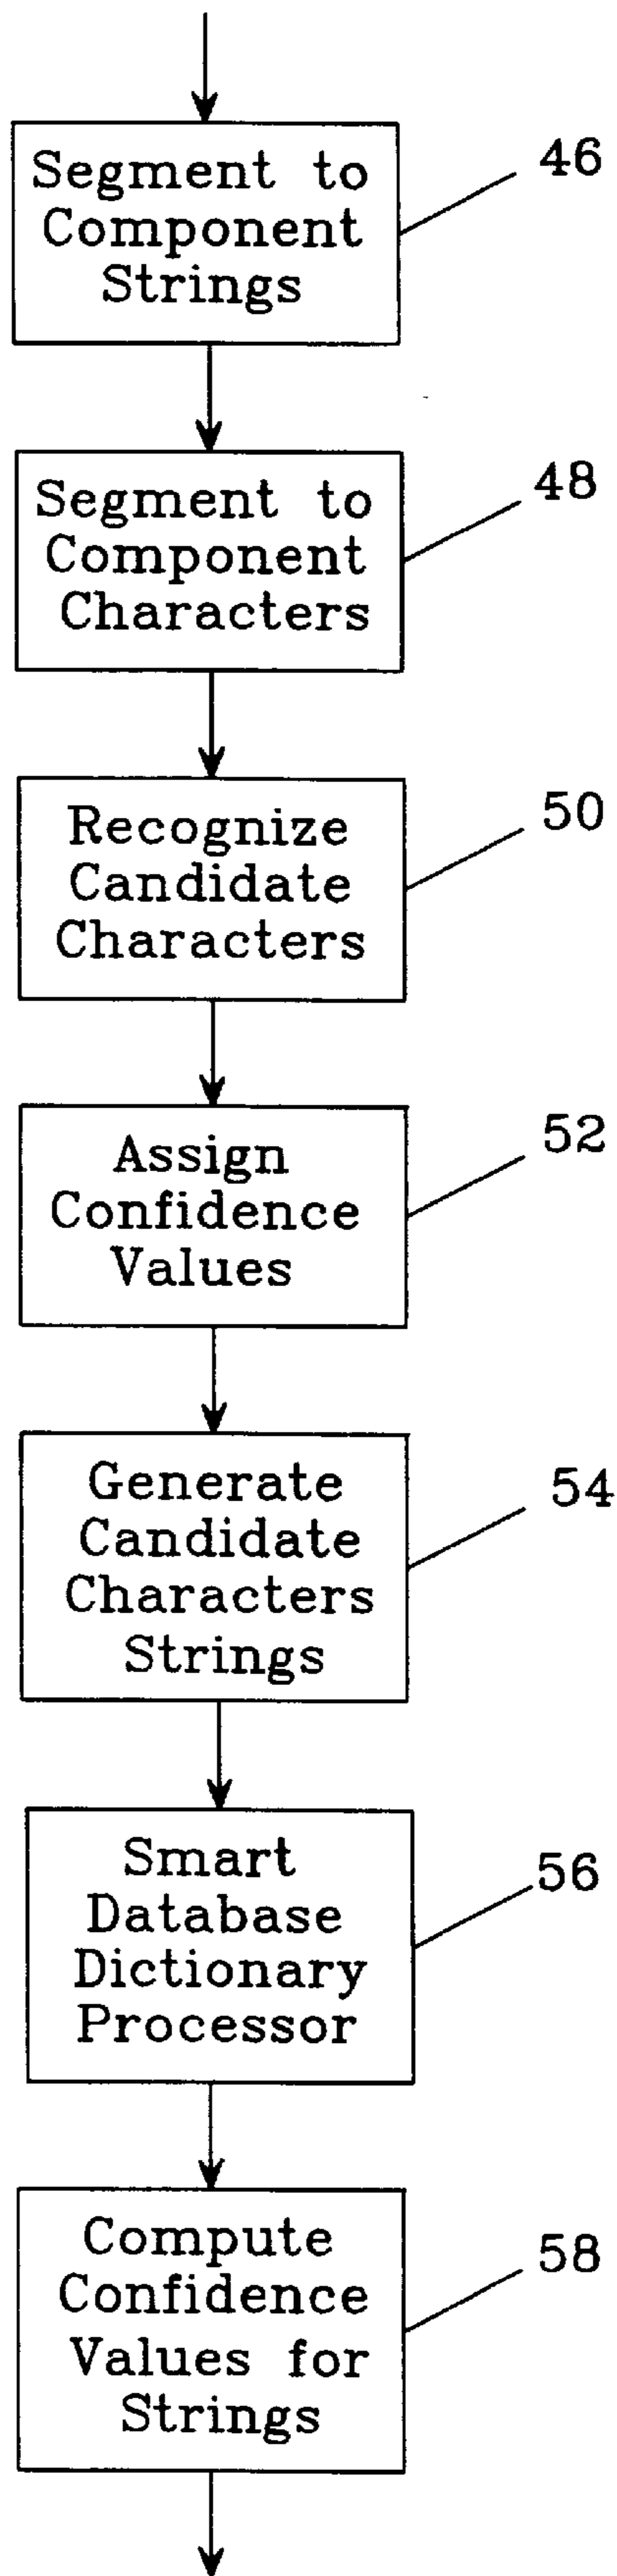 Segment to
Component
Strings
46
Segment to
Component
Characters
48
Recognize
Candidate
Characters
50
Assign
Confidence
Values
52
Generate
Candidate
Characters
Strings
54
Smart
Database
Dictionary
Processor
56
Compute
Confidence
Values for
Strings
58